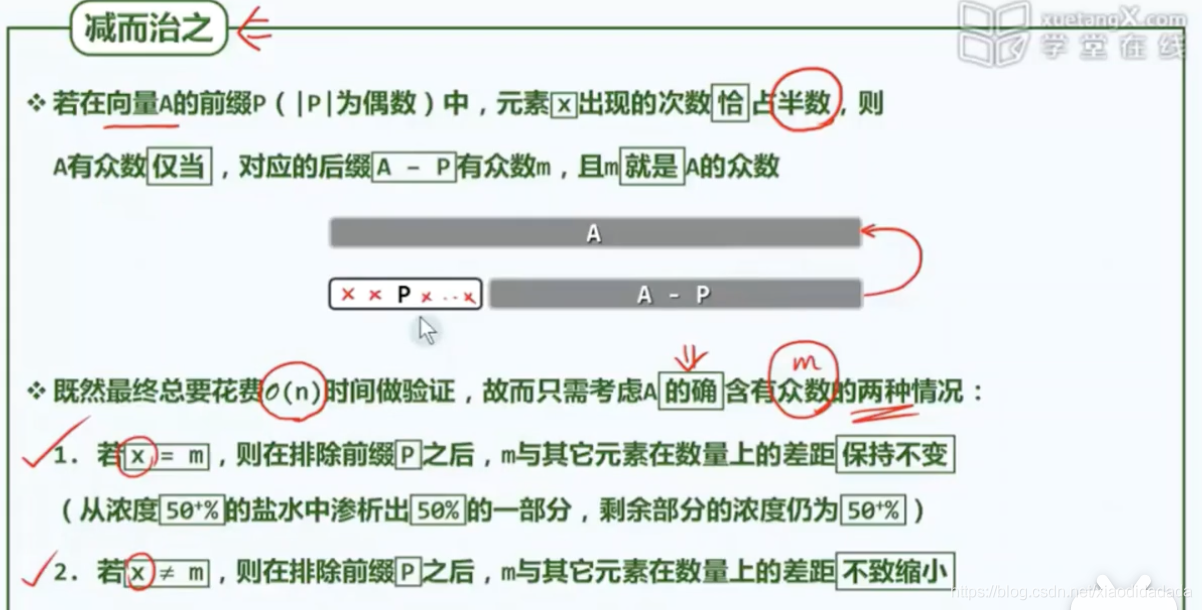 减而治之
xuetangX.com
学堂在线
❖ 若在向量A的前缀P（|P|为偶数）中，元素x出现的次数恰占半数，则
A有众数仅当，对应的后缀A - P有众数m，且m就是A的众数
A
× × P × .. ×
A - P
m
❖ 既然最终总要花费O(n)时间做验证，故而只需考虑A的确含有众数的两种情况：
1. 若x = m，则在排除前缀P之后，m与其它元素在数量上的差距保持不变
（从浓度50⁺%的盐水中渗析出50%的一部分，剩余部分的浓度仍为50⁺%）
2. 若x ≠ m，则在排除前缀P之后，m与其它元素在数量上的差距不致缩小
https://blog.csdn.net/xiaodidadada